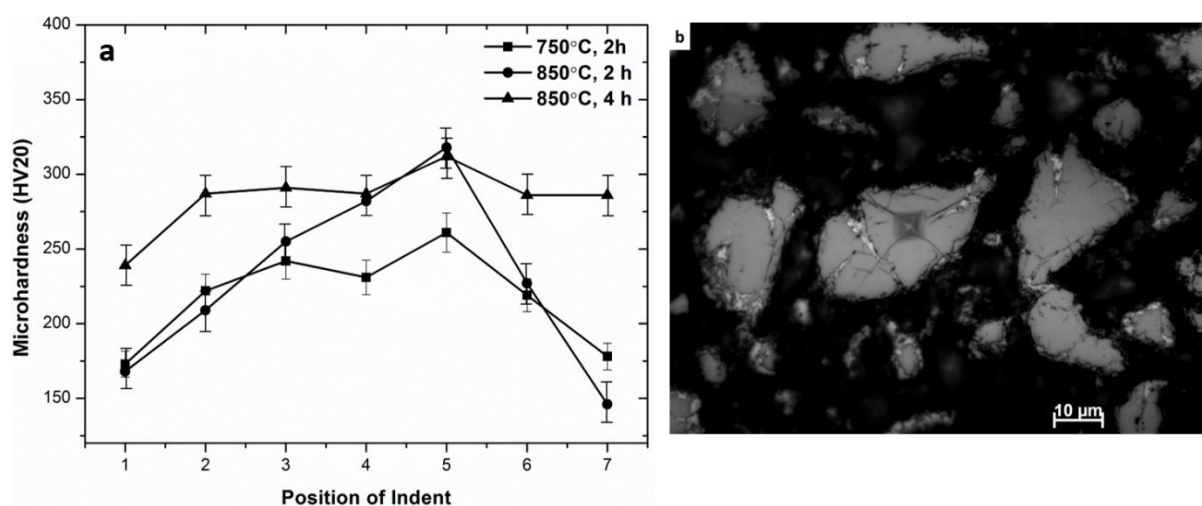 a
750°C, 2h
850°C, 2 h
850°C, 4 h
Microhardness (HV20)
400
350
300
250
200
150
1 2 3 4 5 6 7
Position of Indent
b
10 µm